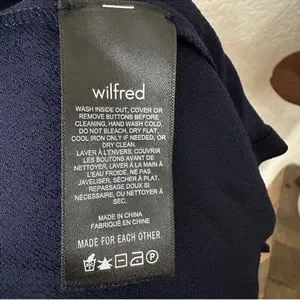 wilfred
WASH INSIDE OUT, COVER OR
REMOVE BUTTONS BEFORE
CLEANING, HAND WASH COLD,
DO NOT BLEACH, DRY FLAT,
COOL IRON ONLY IF NEEDED, OR
DRY CLEAN.
LAVER À L'ENVERS, COUVRIR
LES BOUTONS AVANT DE
NETTOYER, LAVER À LA MAIN À
L'EAU FROIDE, NE PAS
JAVELISER, SÉCHER À PLAT,
REPASSAGE DOUX SI
NÉCESSAIRE, OU NETTOYER À
SEC.
MADE IN CHINA
FABRIQUÉ EN CHINE
MADE FOR EACH OTHER.
P